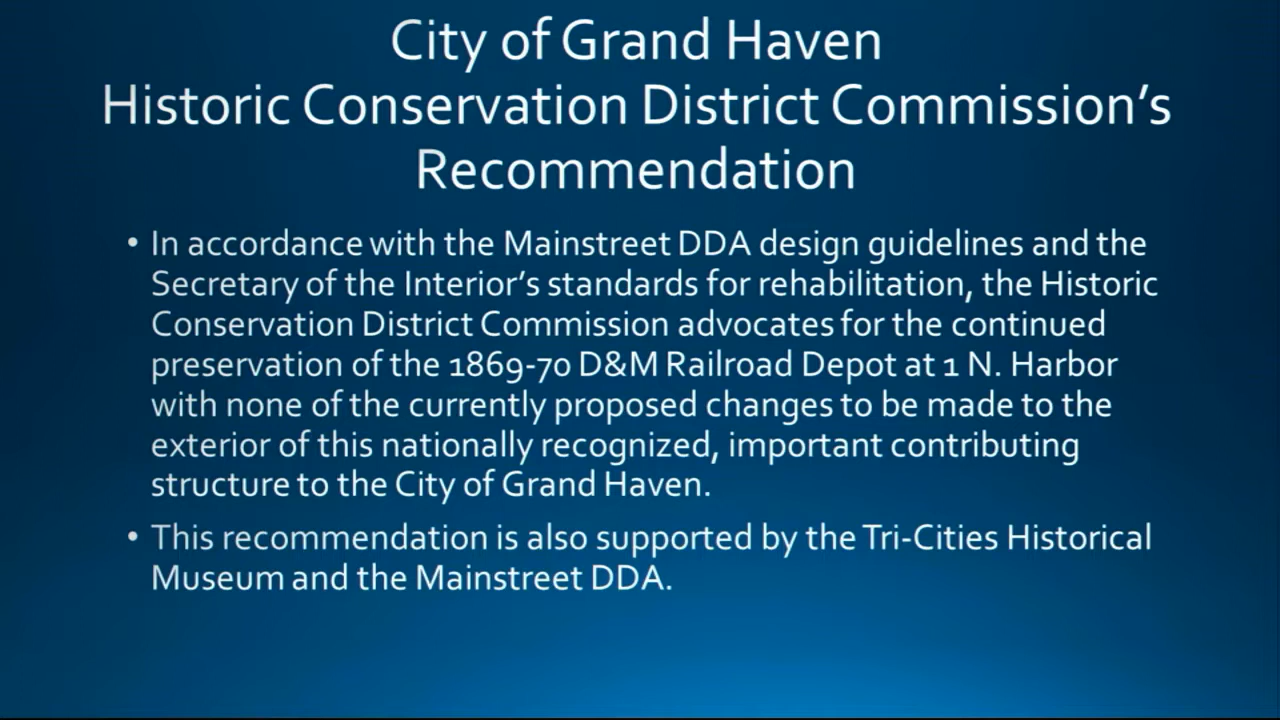 City of Grand Haven
Historic Conservation District Commission’s
Recommendation
• In accordance with the Mainstreet DDA design guidelines and the
Secretary of the Interior’s standards for rehabilitation, the Historic
Conservation District Commission advocates for the continued
preservation of the 1869-70 D&M Railroad Depot at 1 N. Harbor
with none of the currently proposed changes to be made to the
exterior of this nationally recognized, important contributing
structure to the City of Grand Haven.
• This recommendation is also supported by the Tri-Cities Historical
Museum and the Mainstreet DDA.